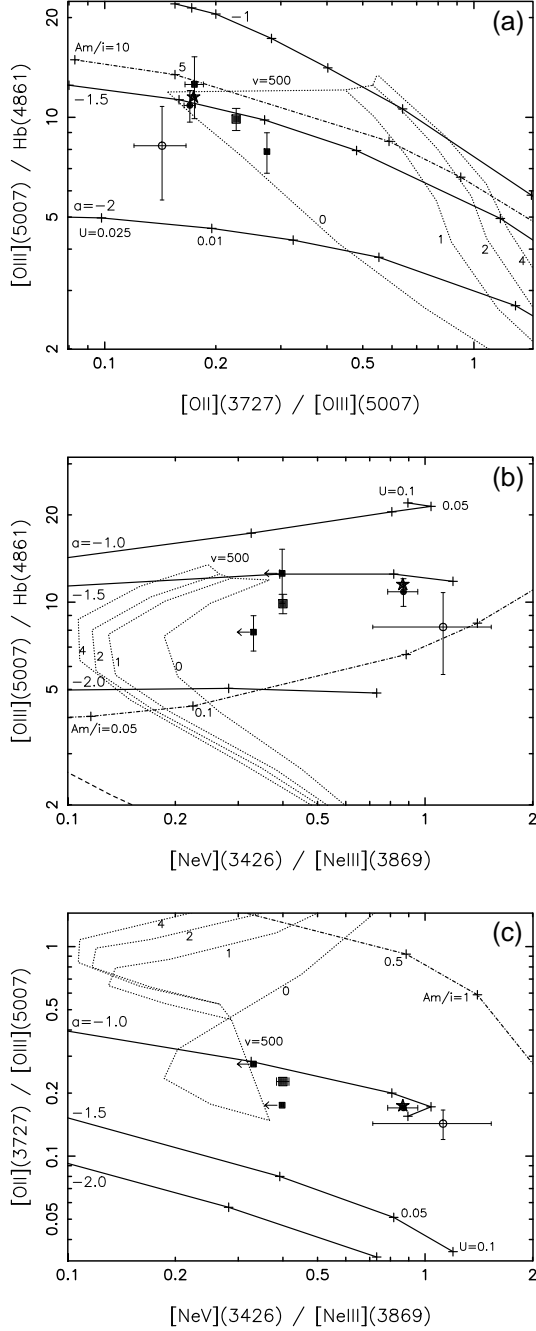 (a)
20
−1
Am/i=10
5
v=500
−1.5
10
0
1
2
4
5
a=−2
U=0.025
0.01
2
0.1
0.2
0.5
1
[OIII](5007) / Hb(4861)
[OII](3727) / [OIII](5007)
(b)
U=0.1
0.05
20
a=−1.0
v=500
−1.5
10
4
2
1
0
5
−2.0
Am/i=0.05
0.1
2
0.1
0.2
0.5
1
2
[OIII](5007) / Hb(4861)
[NeV](3426) / [NeIII](3869)
(c)
4
2
1
0
1
0.5
Am/i=1
0.5
a=−1.0
v=500
0.2
−1.5
0.1
−2.0
0.05
0.05
U=0.1
0.1
0.2
0.5
1
2
[OII](3727) / [OIII](5007)
[NeV](3426) / [NeIII](3869)